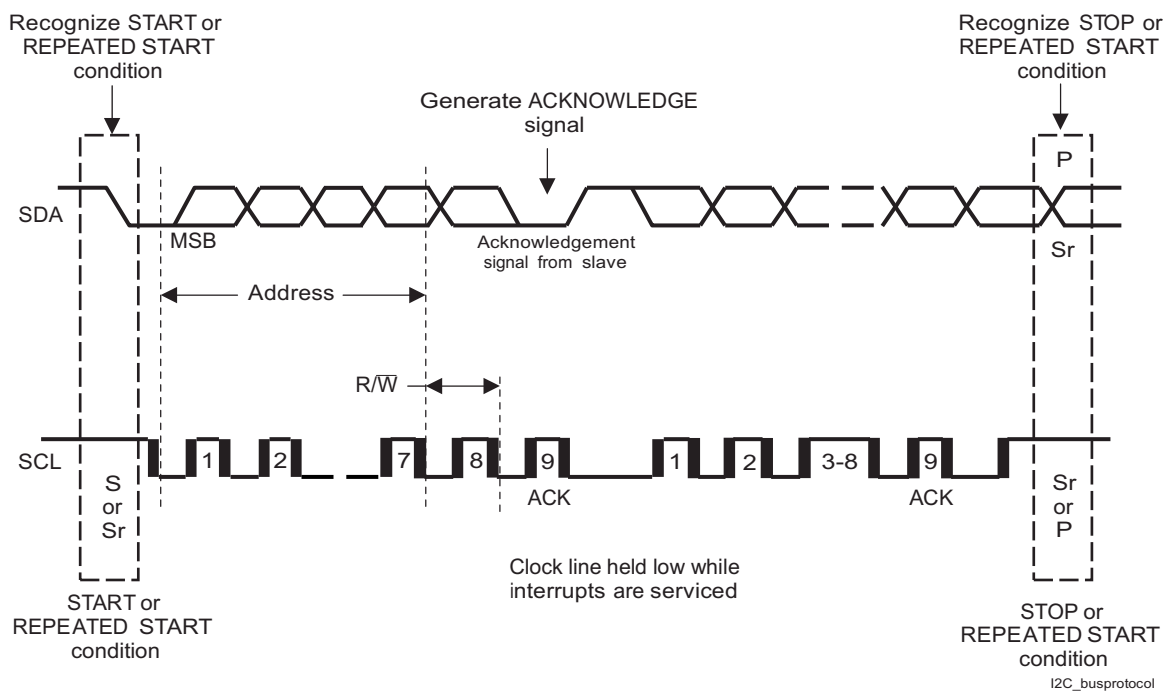 Recognize START or
REPEATED START
condition
Recognize STOP or
REPEATED START
condition
Generate ACKNOWLEDGE
signal
P
SDA
MSB
Acknowledgement
signal from slave
Sr
Address
R/W̅
SCL
1
2
7
8
9
1
2
3-8
9
ACK
ACK
S
or
Sr
Sr
or
P
Clock line held low while
interrupts are serviced
START or
REPEATED START
condition
STOP or
REPEATED START
condition
I2C_busprotocol